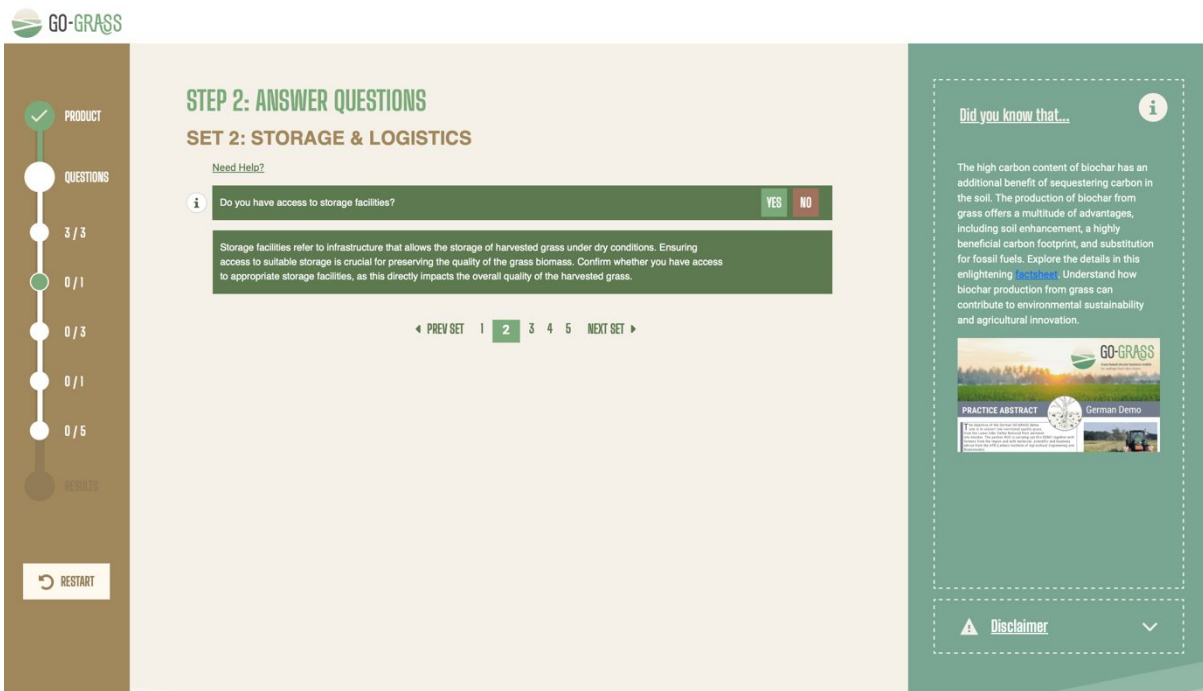 GO-GRASS
PRODUCT
QUESTIONS
3 / 3
0 / 1
0 / 3
0 / 1
0 / 5
RESULTS
RESTART
STEP 2: ANSWER QUESTIONS
SET 2: STORAGE & LOGISTICS
Need Help?
i Do you have access to storage facilities? YES NO
Storage facilities refer to infrastructure that allows the storage of harvested grass under dry conditions. Ensuring
access to suitable storage is crucial for preserving the quality of the grass biomass. Confirm whether you have access
to appropriate storage facilities, as this directly impacts the overall quality of the harvested grass.
PREV SET 1 2 3 4 5 NEXT SET
Did you know that... i
The high carbon content of biochar has an
additional benefit of sequestering carbon in
the soil. The production of biochar from
grass offers a multitude of advantages,
including soil enhancement, a highly
beneficial carbon footprint, and substitution
for fossil fuels. Explore the details in this
enlightening factsheet. Understand how
biochar production from grass can
contribute to environmental sustainability
and agricultural innovation.
GO-GRASS
PRACTICE ABSTRACT German Demo
Disclaimer